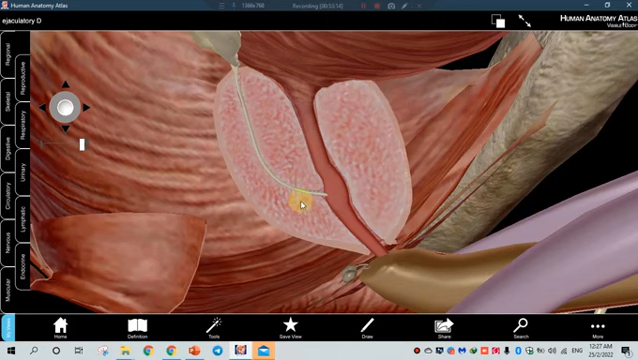 Human Anatomy Atlas
1366x768
Recording [00:55:14]
ejaculatory D
HUMAN ANATOMY ATLAS
VISIBLE BODY
Regional
Skeletal
Digestive
Circulatory
Nervous
Muscular
Reproductive
Respiratory
Urinary
Lymphatic
Endocrine
Home
Definition
Tools
Save View
Draw
Share
Search
More
12:27 AM
25/2/2022